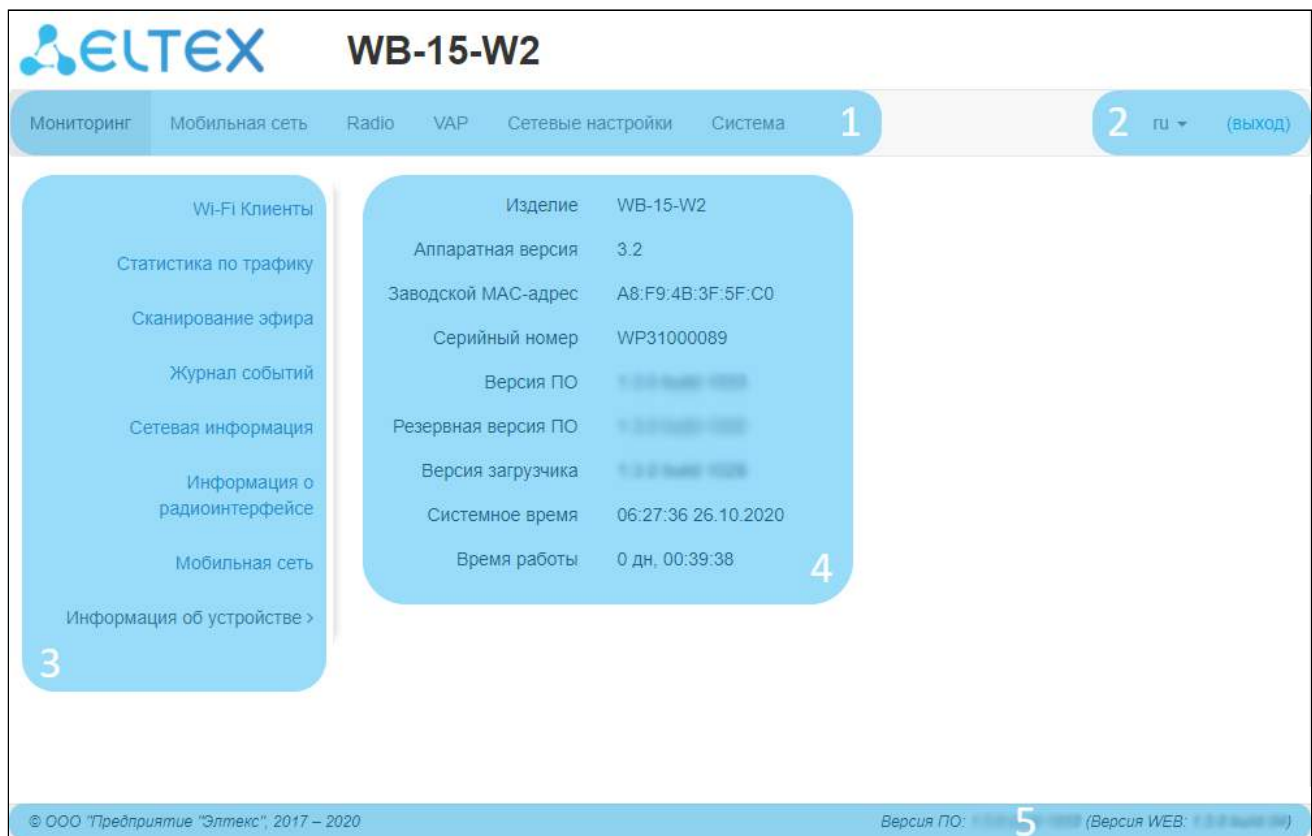 ELTEX WB-15-W2
Мониторинг Мобильная сеть Radio VAP Сетевые настройки Система 1 2 ru (выход)
Wi-Fi Клиенты
Статистика по трафику
Сканирование эфира
Журнал событий
Сетевая информация
Информация о
радиоинтерфейсе
Мобильная сеть
Информация об устройстве >
3
Изделие WB-15-W2
Аппаратная версия 3.2
Заводской MAC-адрес A8:F9:4B:3F:5F:C0
Серийный номер WP31000089
Версия ПО
Резервная версия ПО
Версия загрузчика
Системное время 06:27:36 26.10.2020
Время работы 0 дн, 00:39:38
4
© ООО "Предприятие "Элтекс", 2017 – 2020 Версия ПО: 5 (Версия WEB: )